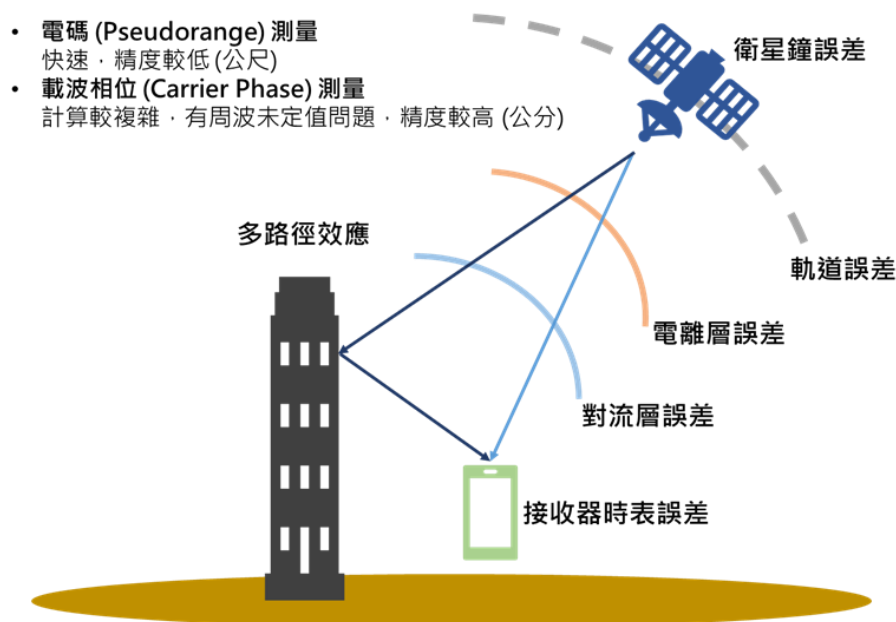 • 電碼 (Pseudorange) 測量
快速，精度較低 (公尺)
• 載波相位 (Carrier Phase) 測量
計算較複雜，有周波未定值問題，精度較高 (公分)
衛星鐘誤差
多路徑效應
軌道誤差
電離層誤差
對流層誤差
接收器時表誤差